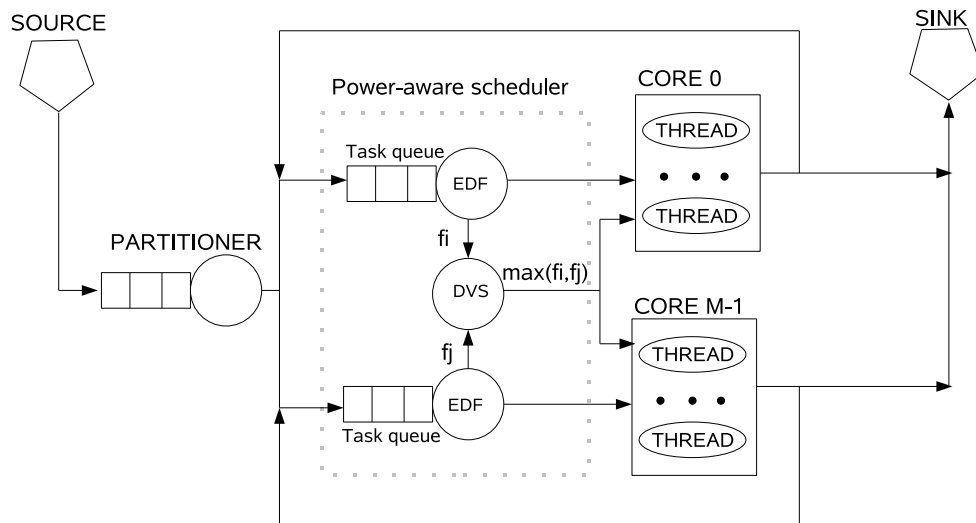 SOURCE
SINK
Power-aware scheduler
CORE 0
THREAD
THREAD
Task queue
EDF
fi
PARTITIONER
DVS
max(fi,fj)
CORE M-1
fj
THREAD
THREAD
EDF
Task queue